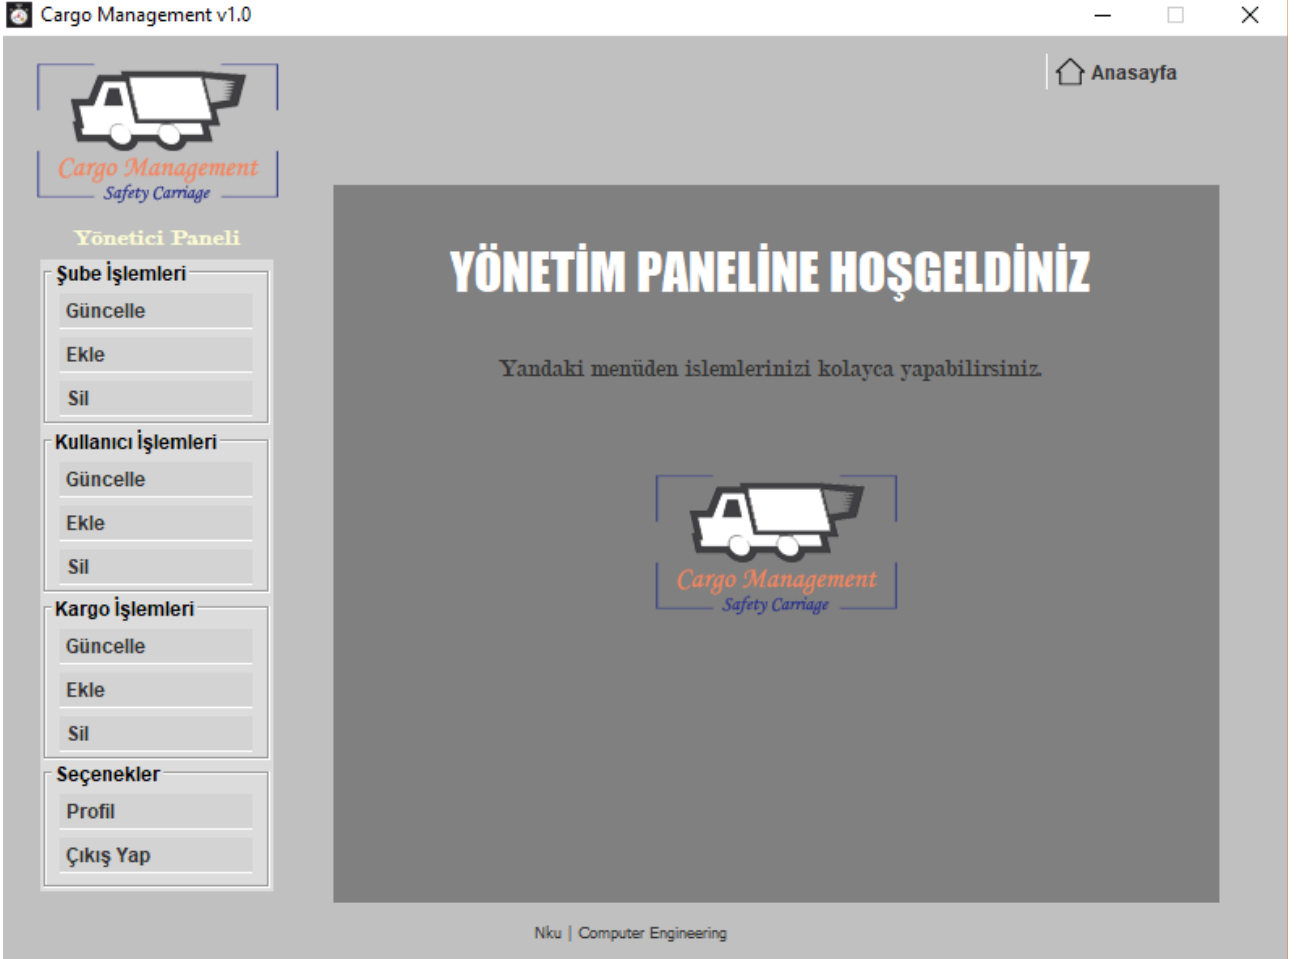 Cargo Management v1.0
Anasayfa
Cargo Management
Safety Carriage
Yönetici Paneli
Şube İşlemleri
Güncelle
Ekle
Sil
Kullanıcı İşlemleri
Güncelle
Ekle
Sil
Kargo İşlemleri
Güncelle
Ekle
Sil
Seçenekler
Profil
Çıkış Yap
YÖNETİM PANELİNE HOŞGELDİNİZ
Yandaki menüden islemlerinizi kolayca yapabilirsiniz.
Cargo Management
Safety Carriage
Nku | Computer Engineering